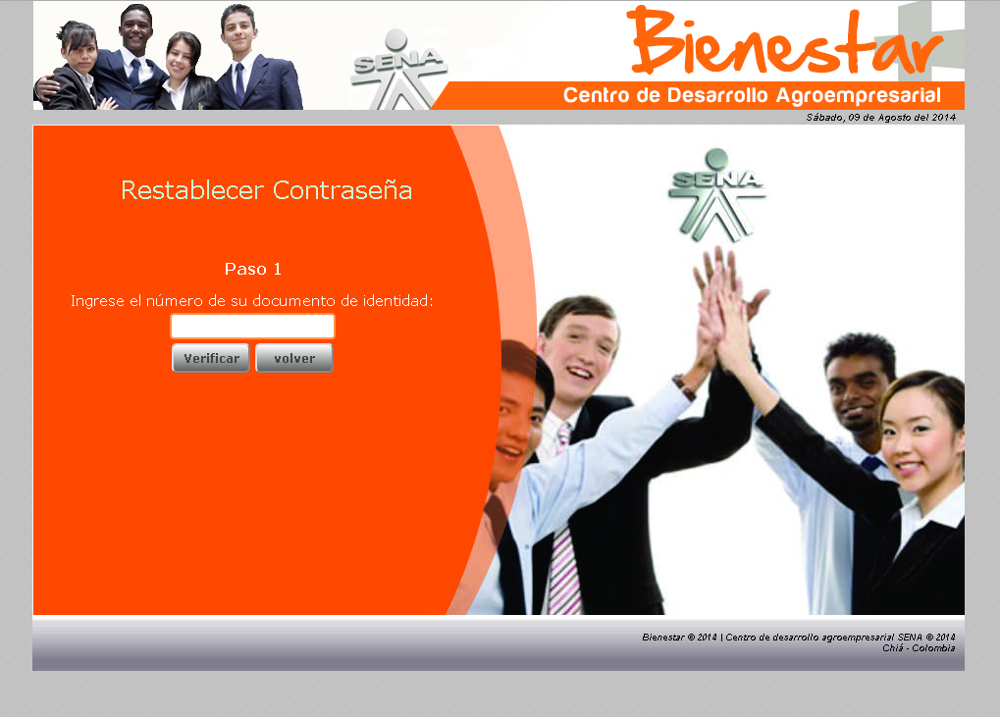 SENA
Bienestar
Centro de Desarrollo Agroempresarial
Sábado, 09 de Agosto del 2014
SENA
Restablecer Contraseña
Paso 1
Ingrese el número de su documento de identidad:
Verificar volver
Bienestar © 2014 | Centro de desarrollo agroempresarial SENA © 2014
Chiá - Colombia